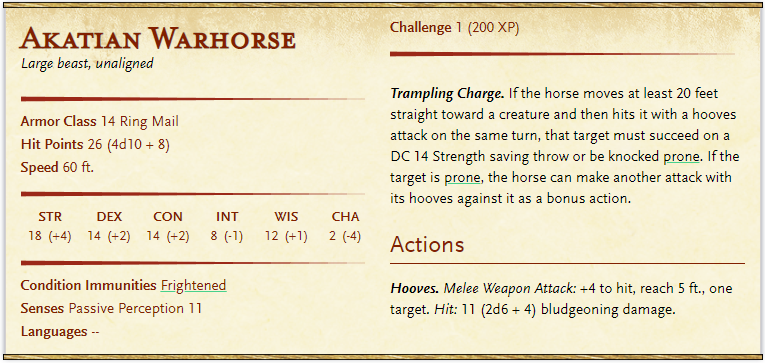 Akatian Warhorse
Large beast, unaligned
Armor Class 14 Ring Mail
Hit Points 26 (4d10 + 8)
Speed 60 ft.
STR DEX CON INT WIS CHA
18 (+4) 14 (+2) 14 (+2) 8 (-1) 12 (+1) 2 (-4)
Condition Immunities Frightened
Senses Passive Perception 11
Languages --
Challenge 1 (200 XP)
Trampling Charge. If the horse moves at least 20 feet
straight toward a creature and then hits it with a hooves
attack on the same turn, that target must succeed on a
DC 14 Strength saving throw or be knocked prone. If the
target is prone, the horse can make another attack with
its hooves against it as a bonus action.
Actions
Hooves. Melee Weapon Attack: +4 to hit, reach 5 ft., one
target. Hit: 11 (2d6 + 4) bludgeoning damage.